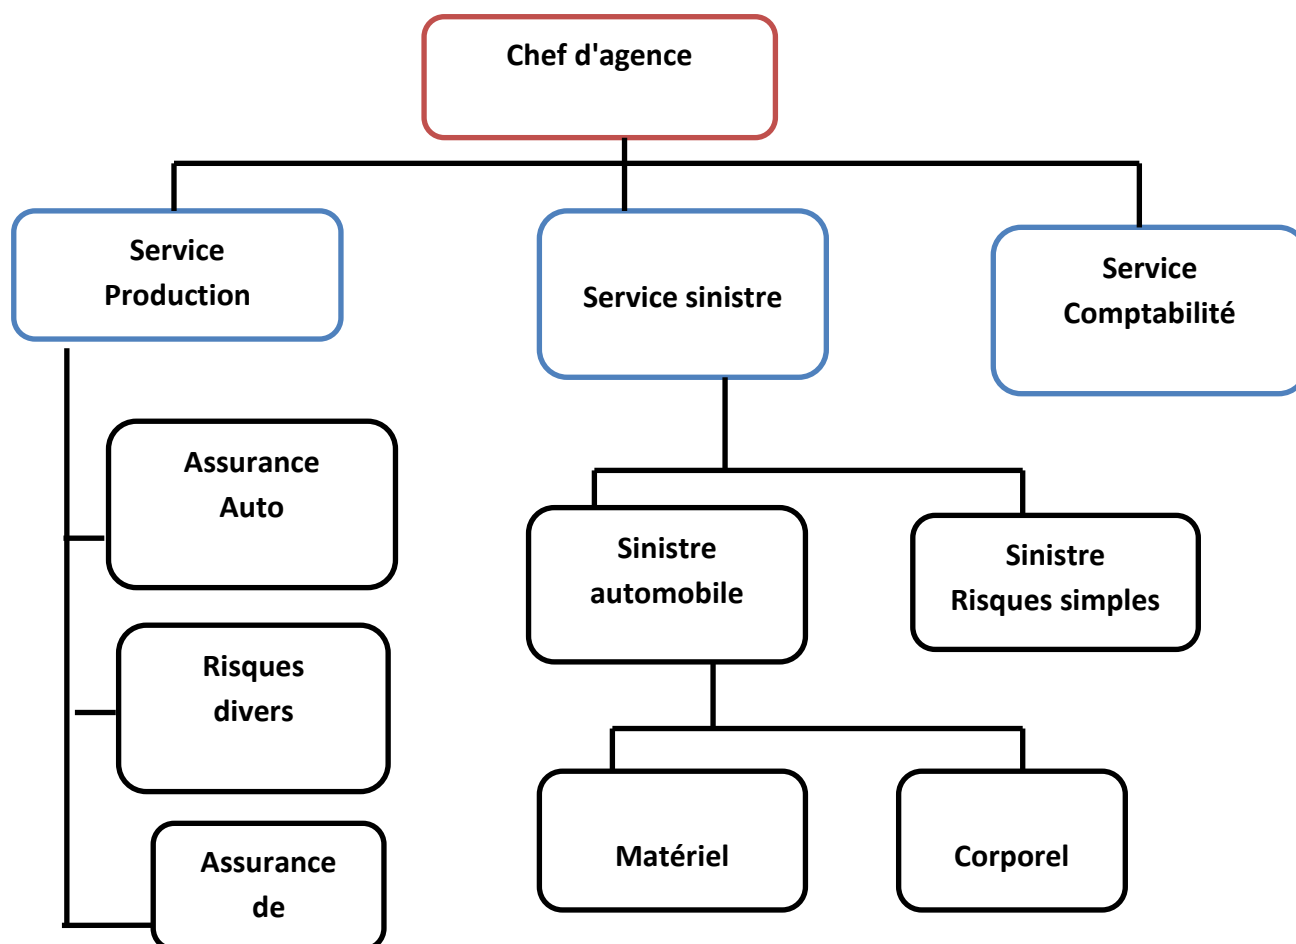 Chef d'agence
Service
Production
Service sinistre
Service
Comptabilité
Assurance
Auto
Risques
divers
Assurance
de
Sinistre
automobile
Sinistre
Risques simples
Matériel
Corporel